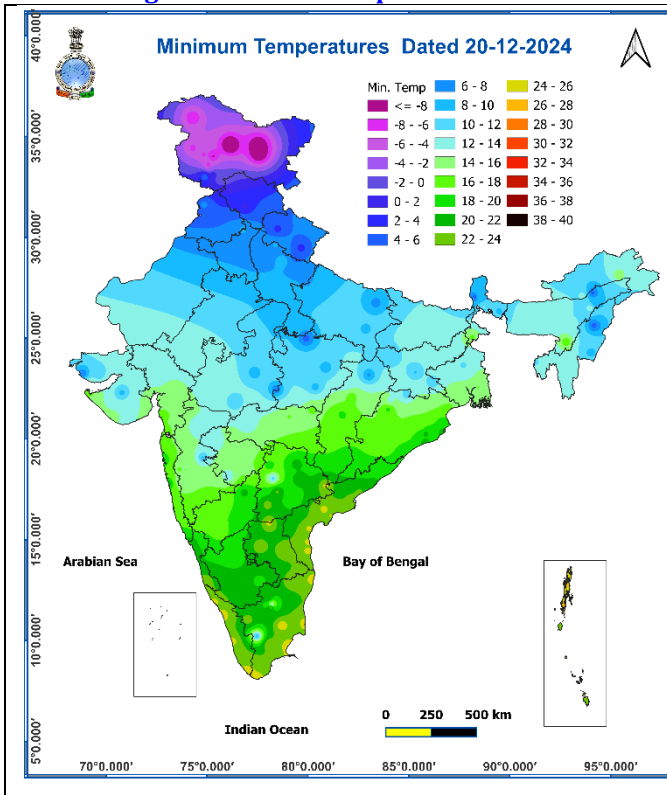 Minimum Temperatures Dated 20-12-2024
Min. Temp
<= -8
-8 - -6
-6 - -4
-4 - -2
-2 - 0
0 - 2
2 - 4
4 - 6
6 - 8
8 - 10
10 - 12
12 - 14
14 - 16
16 - 18
18 - 20
20 - 22
22 - 24
24 - 26
26 - 28
28 - 30
30 - 32
32 - 34
34 - 36
36 - 38
38 - 40
40°0.000'
35°0.000'
30°0.000'
25°0.000'
20°0.000'
15°0.000'
10°0.000'
5°0.000'
Arabian Sea
Bay of Bengal
Indian Ocean
0 250 500 km
70°0.000' 75°0.000' 80°0.000' 85°0.000' 90°0.000' 95°0.000'